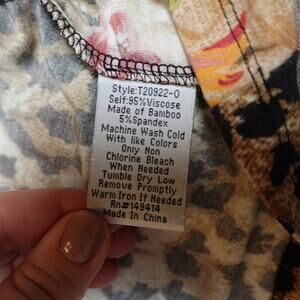 Style:T20922-O
Self:95%Viscose
Made of Bamboo
5%Spandex
Machine Wash Cold
With like Colors
Only Non
Chlorine Bleach
When Needed
Tumble Dry Low
Remove Promptly
Warm Iron If Needed
Rn#149414
Made In China